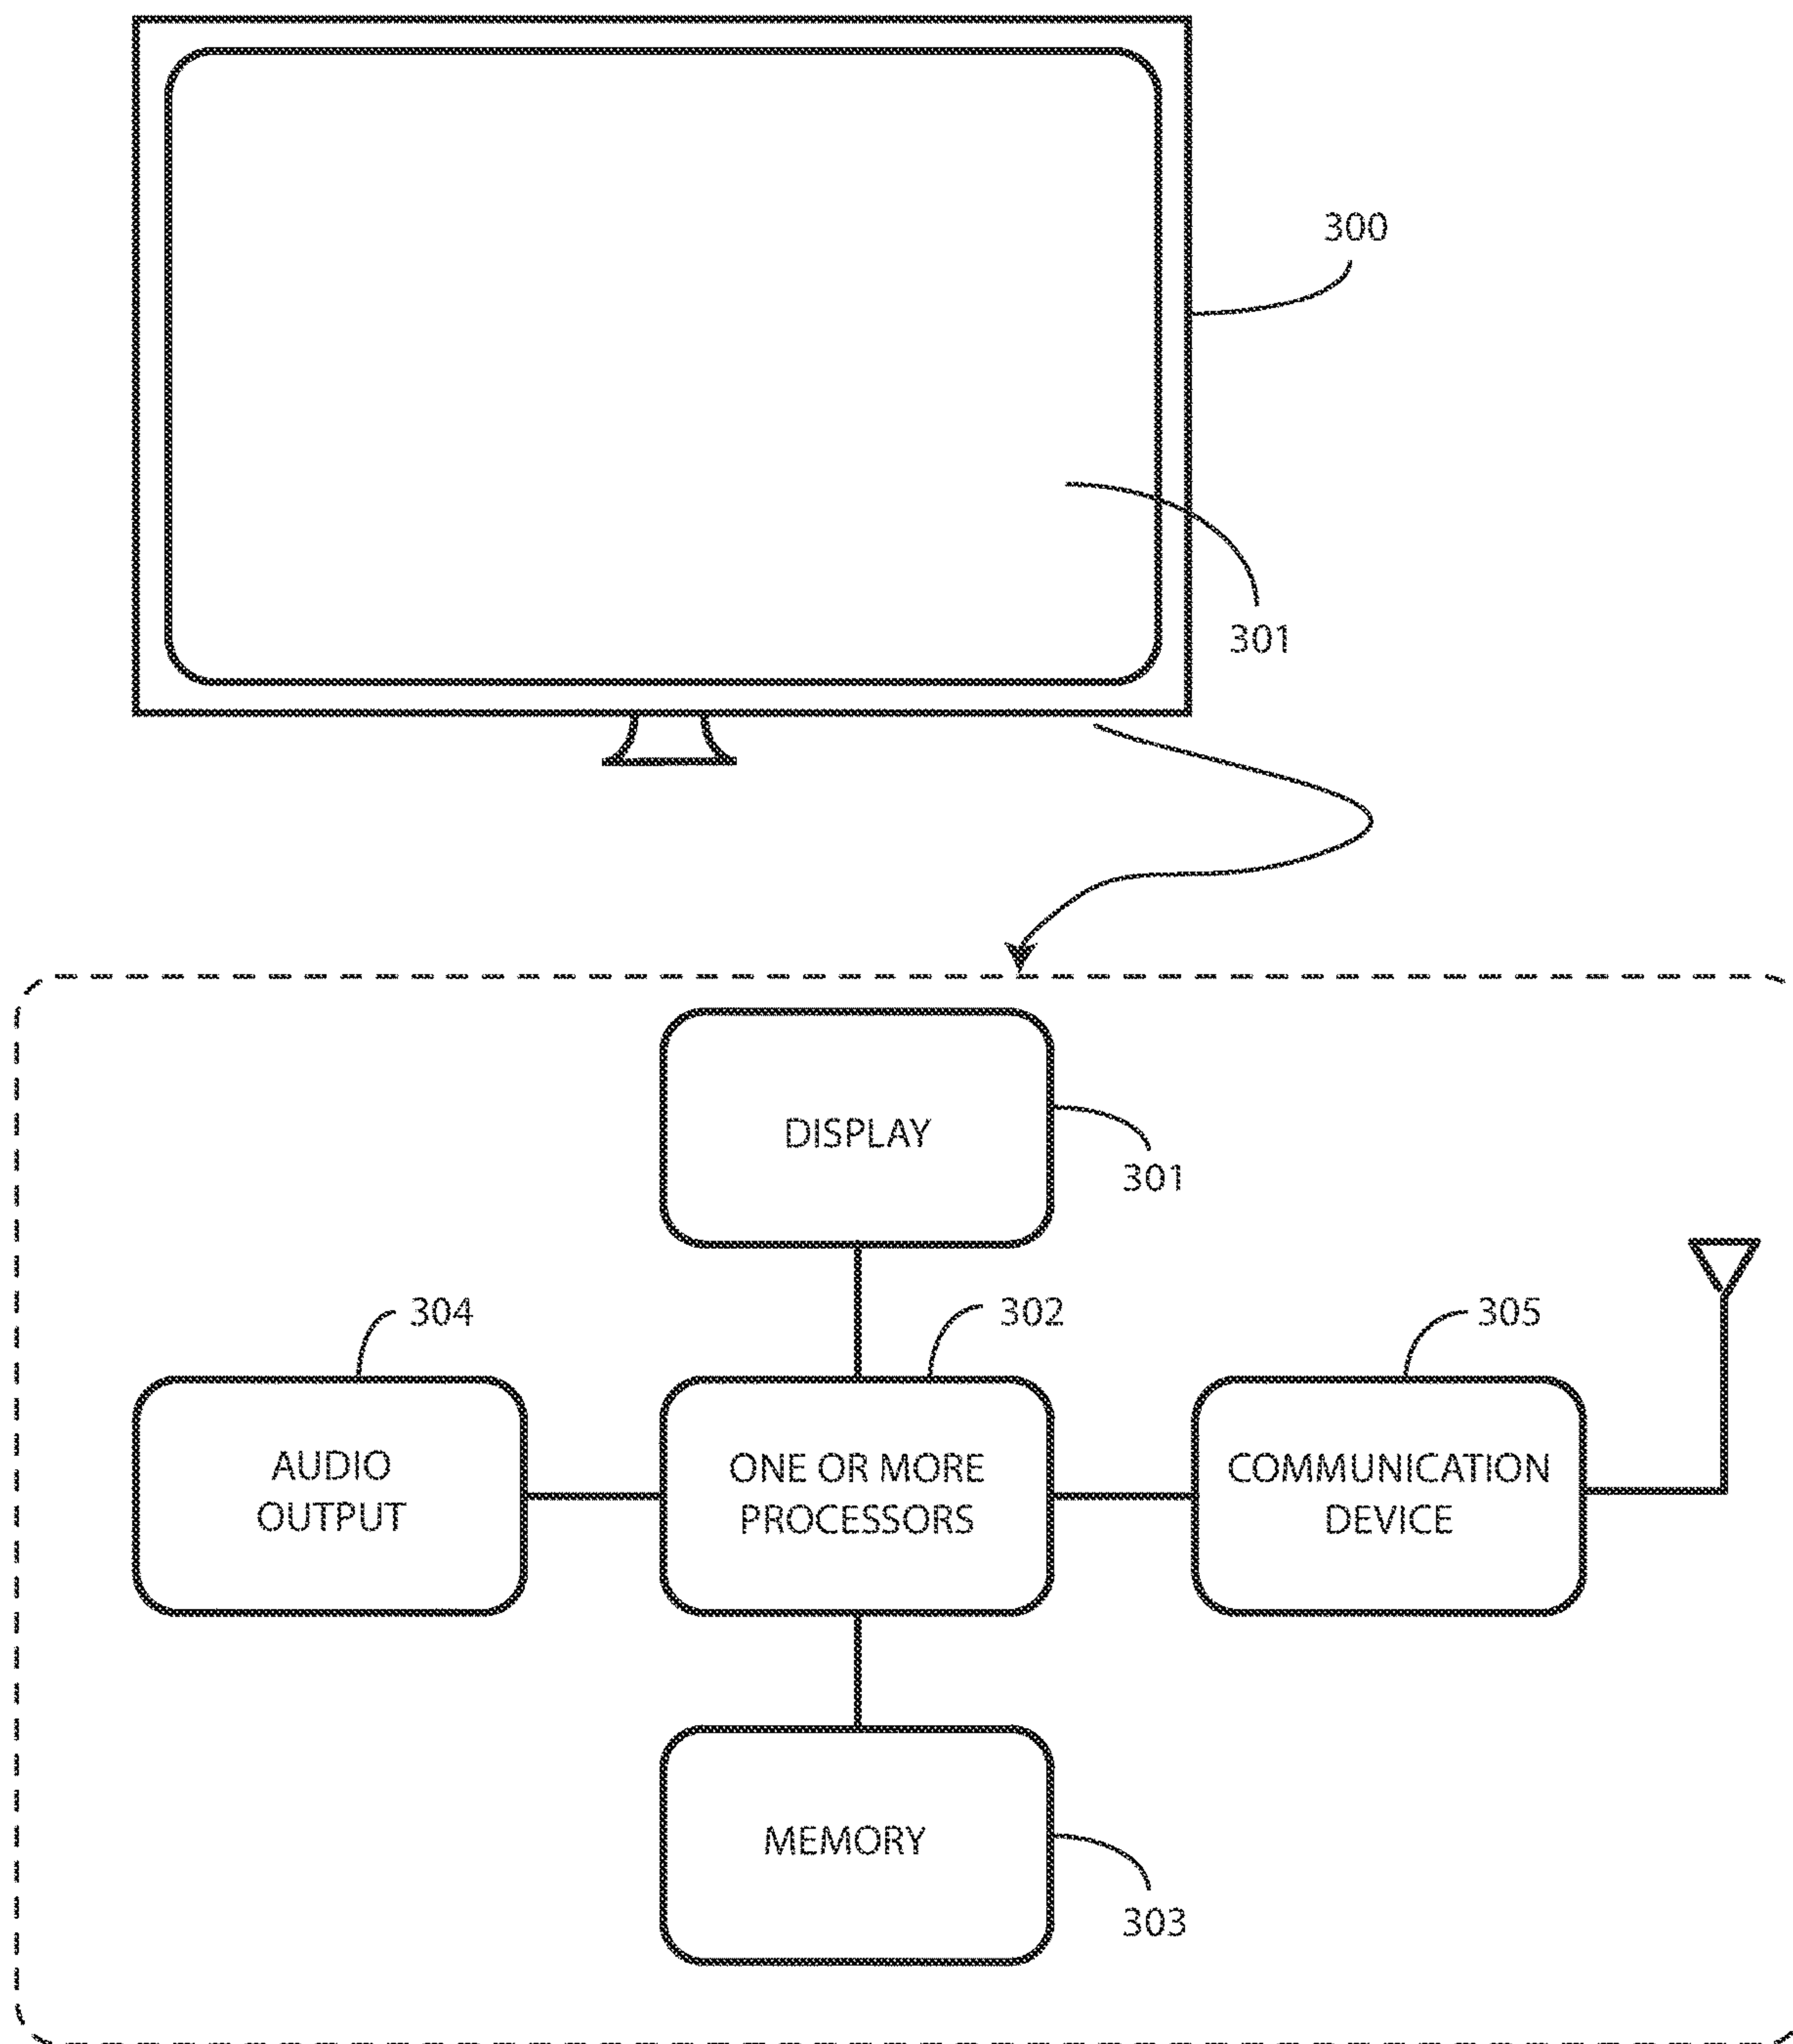 300
301
DISPLAY
301
304
302
305
AUDIO
OUTPUT
ONE OR MORE
PROCESSORS
COMMUNICATION
DEVICE
MEMORY
303